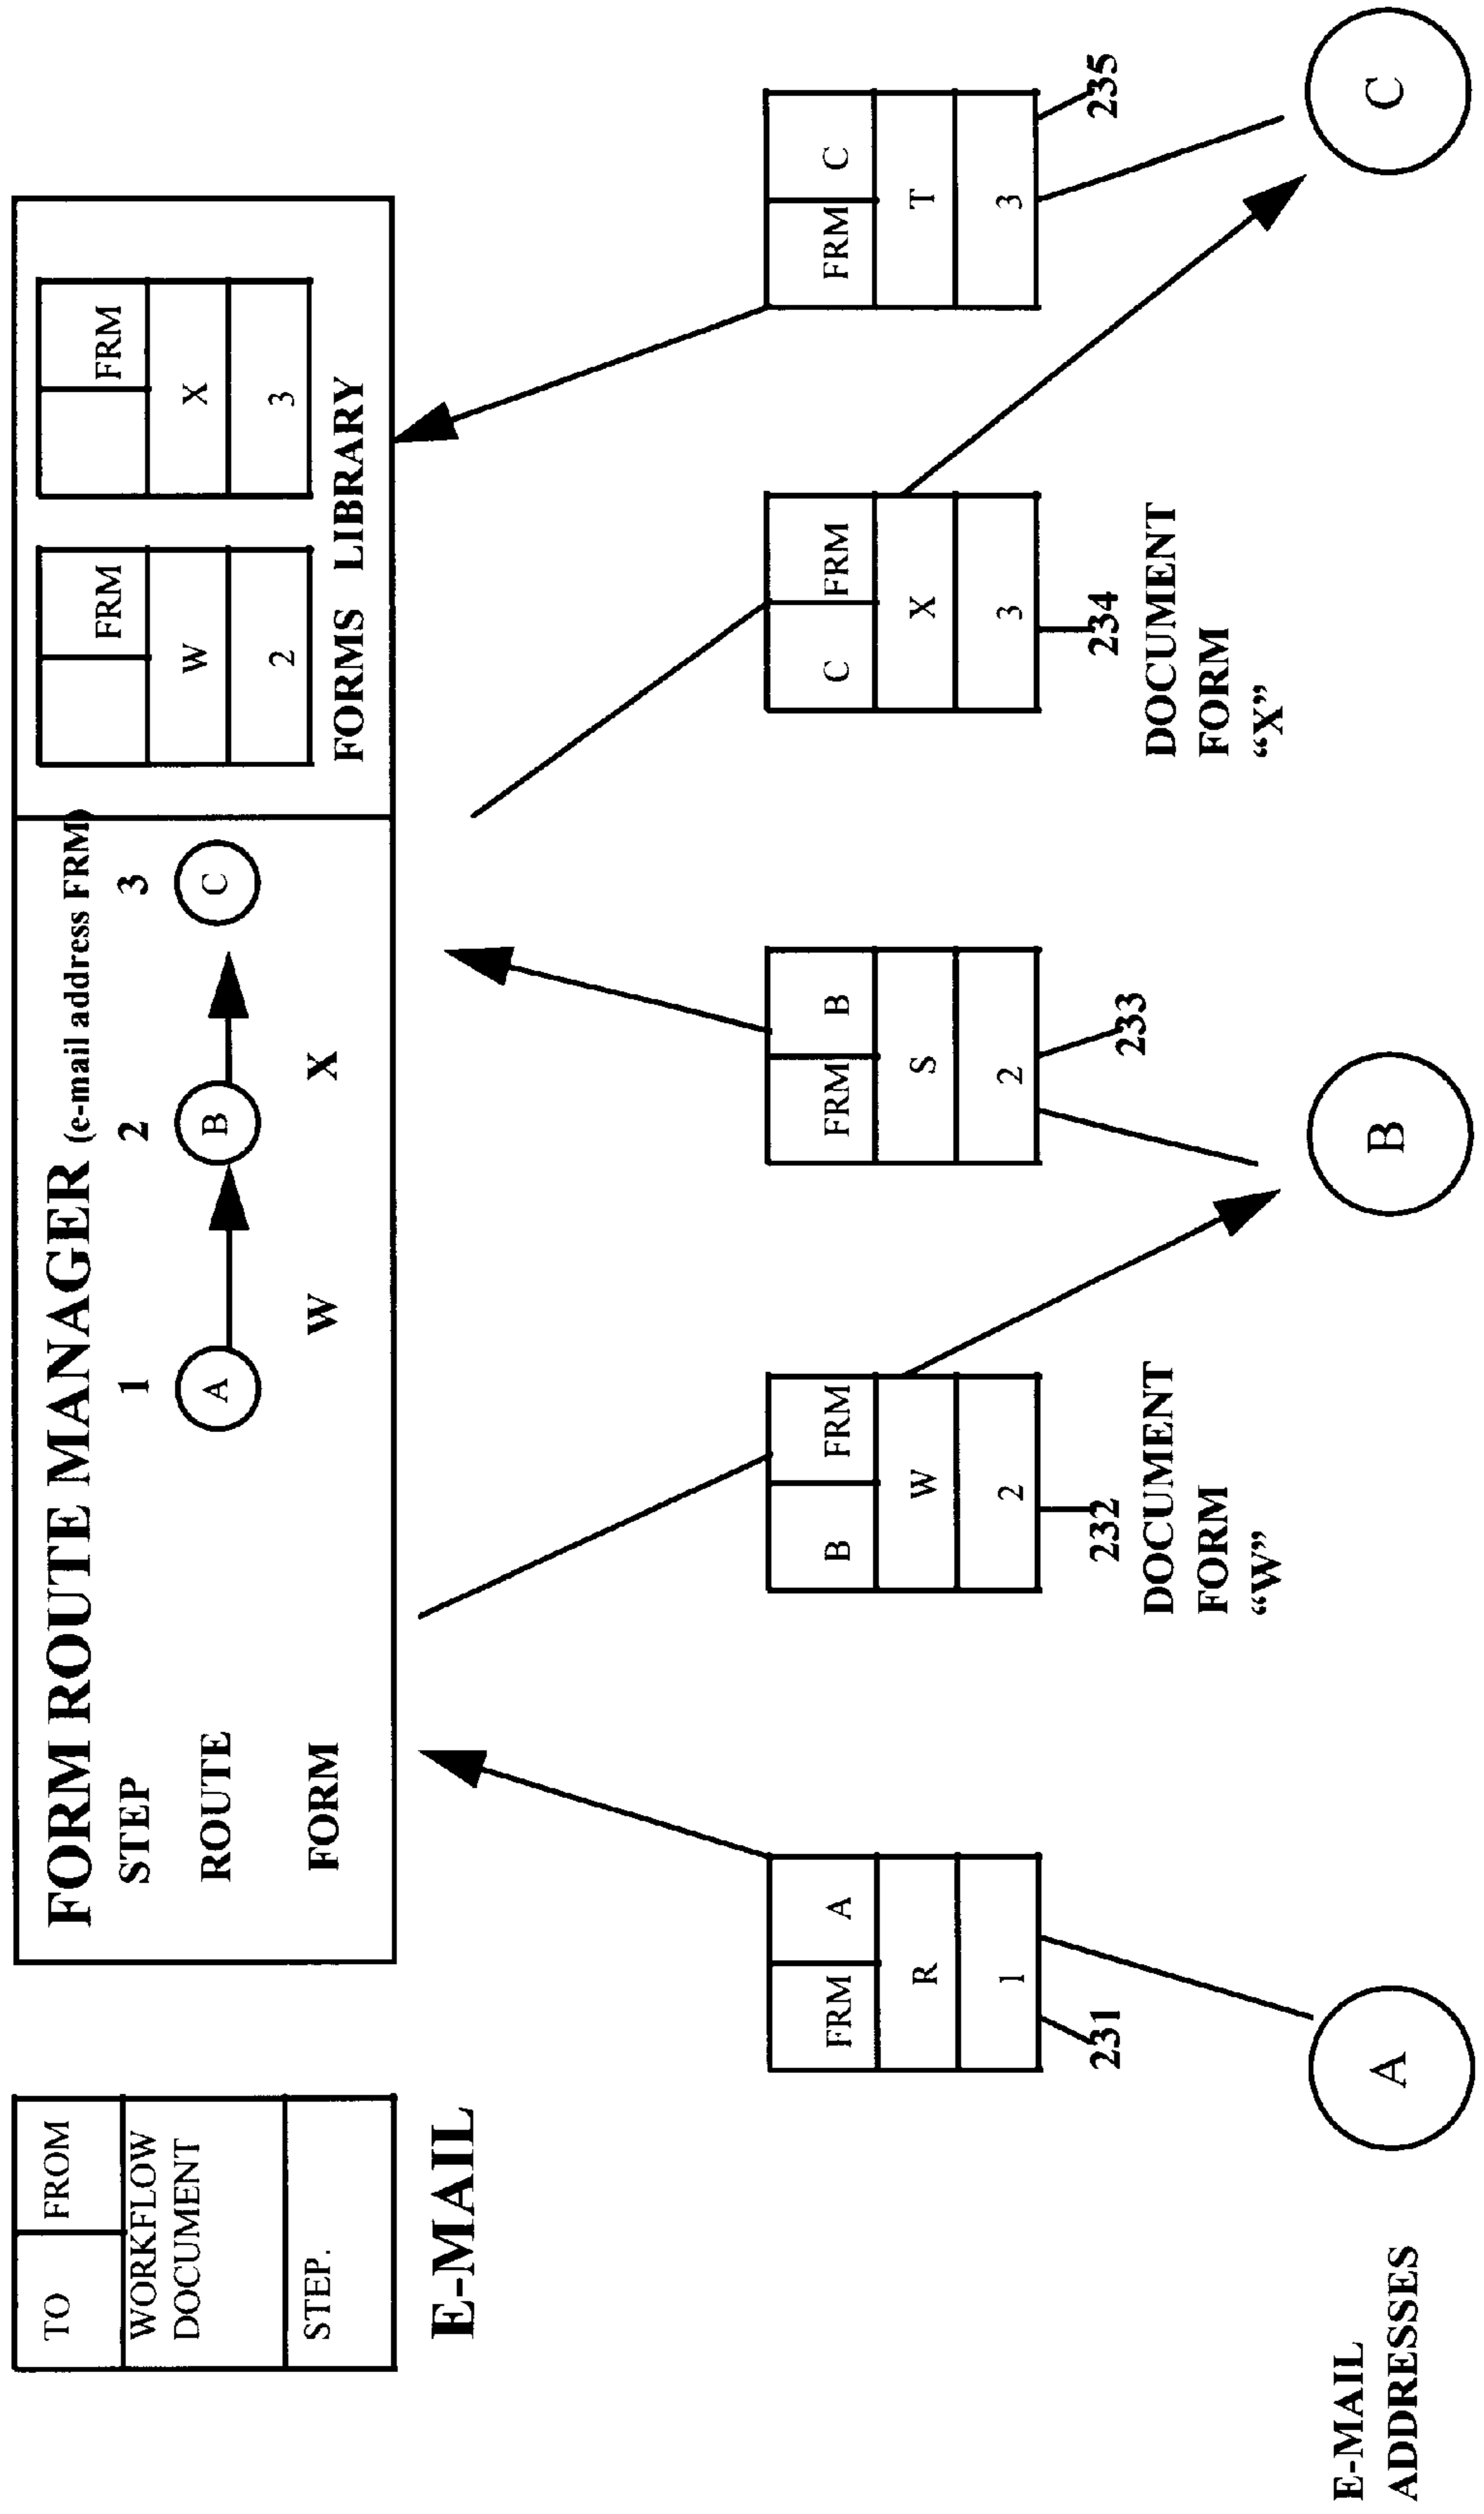 TO FROM
WORKFLOW
DOCUMENT
STEP.
E-MAIL
FORM ROUTE MANAGER (e-mail address FRM)
STEP 1 2 3
ROUTE A B C
FORM W X
FRM FRM
W X
2 3
FORMS LIBRARY
FRM A
R
1
231
B FRM
W
2
232
DOCUMENT
FORM
“W”
FRM B
S
2
233
C FRM
X
3
234
DOCUMENT
FORM
“X”
FRM C
T
3
235
E-MAIL
ADDRESSES
A B C